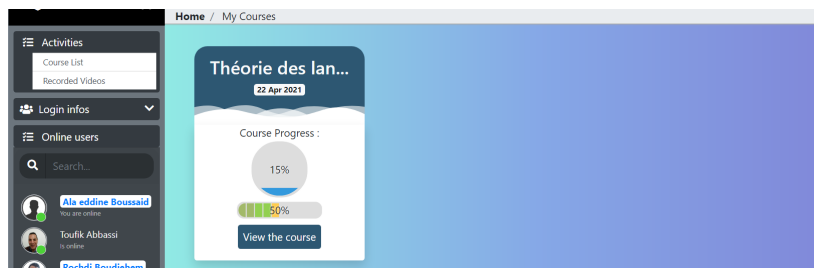 Home / My Courses
Activities
Course List
Recorded Videos
Login infos
Online users
Search...
Ala eddine Boussaid
You are online
Toufik Abbassi
Is online
Rochdi Boudjehem
Théorie des lan...
22 Apr 2021
Course Progress :
15%
50%
View the course